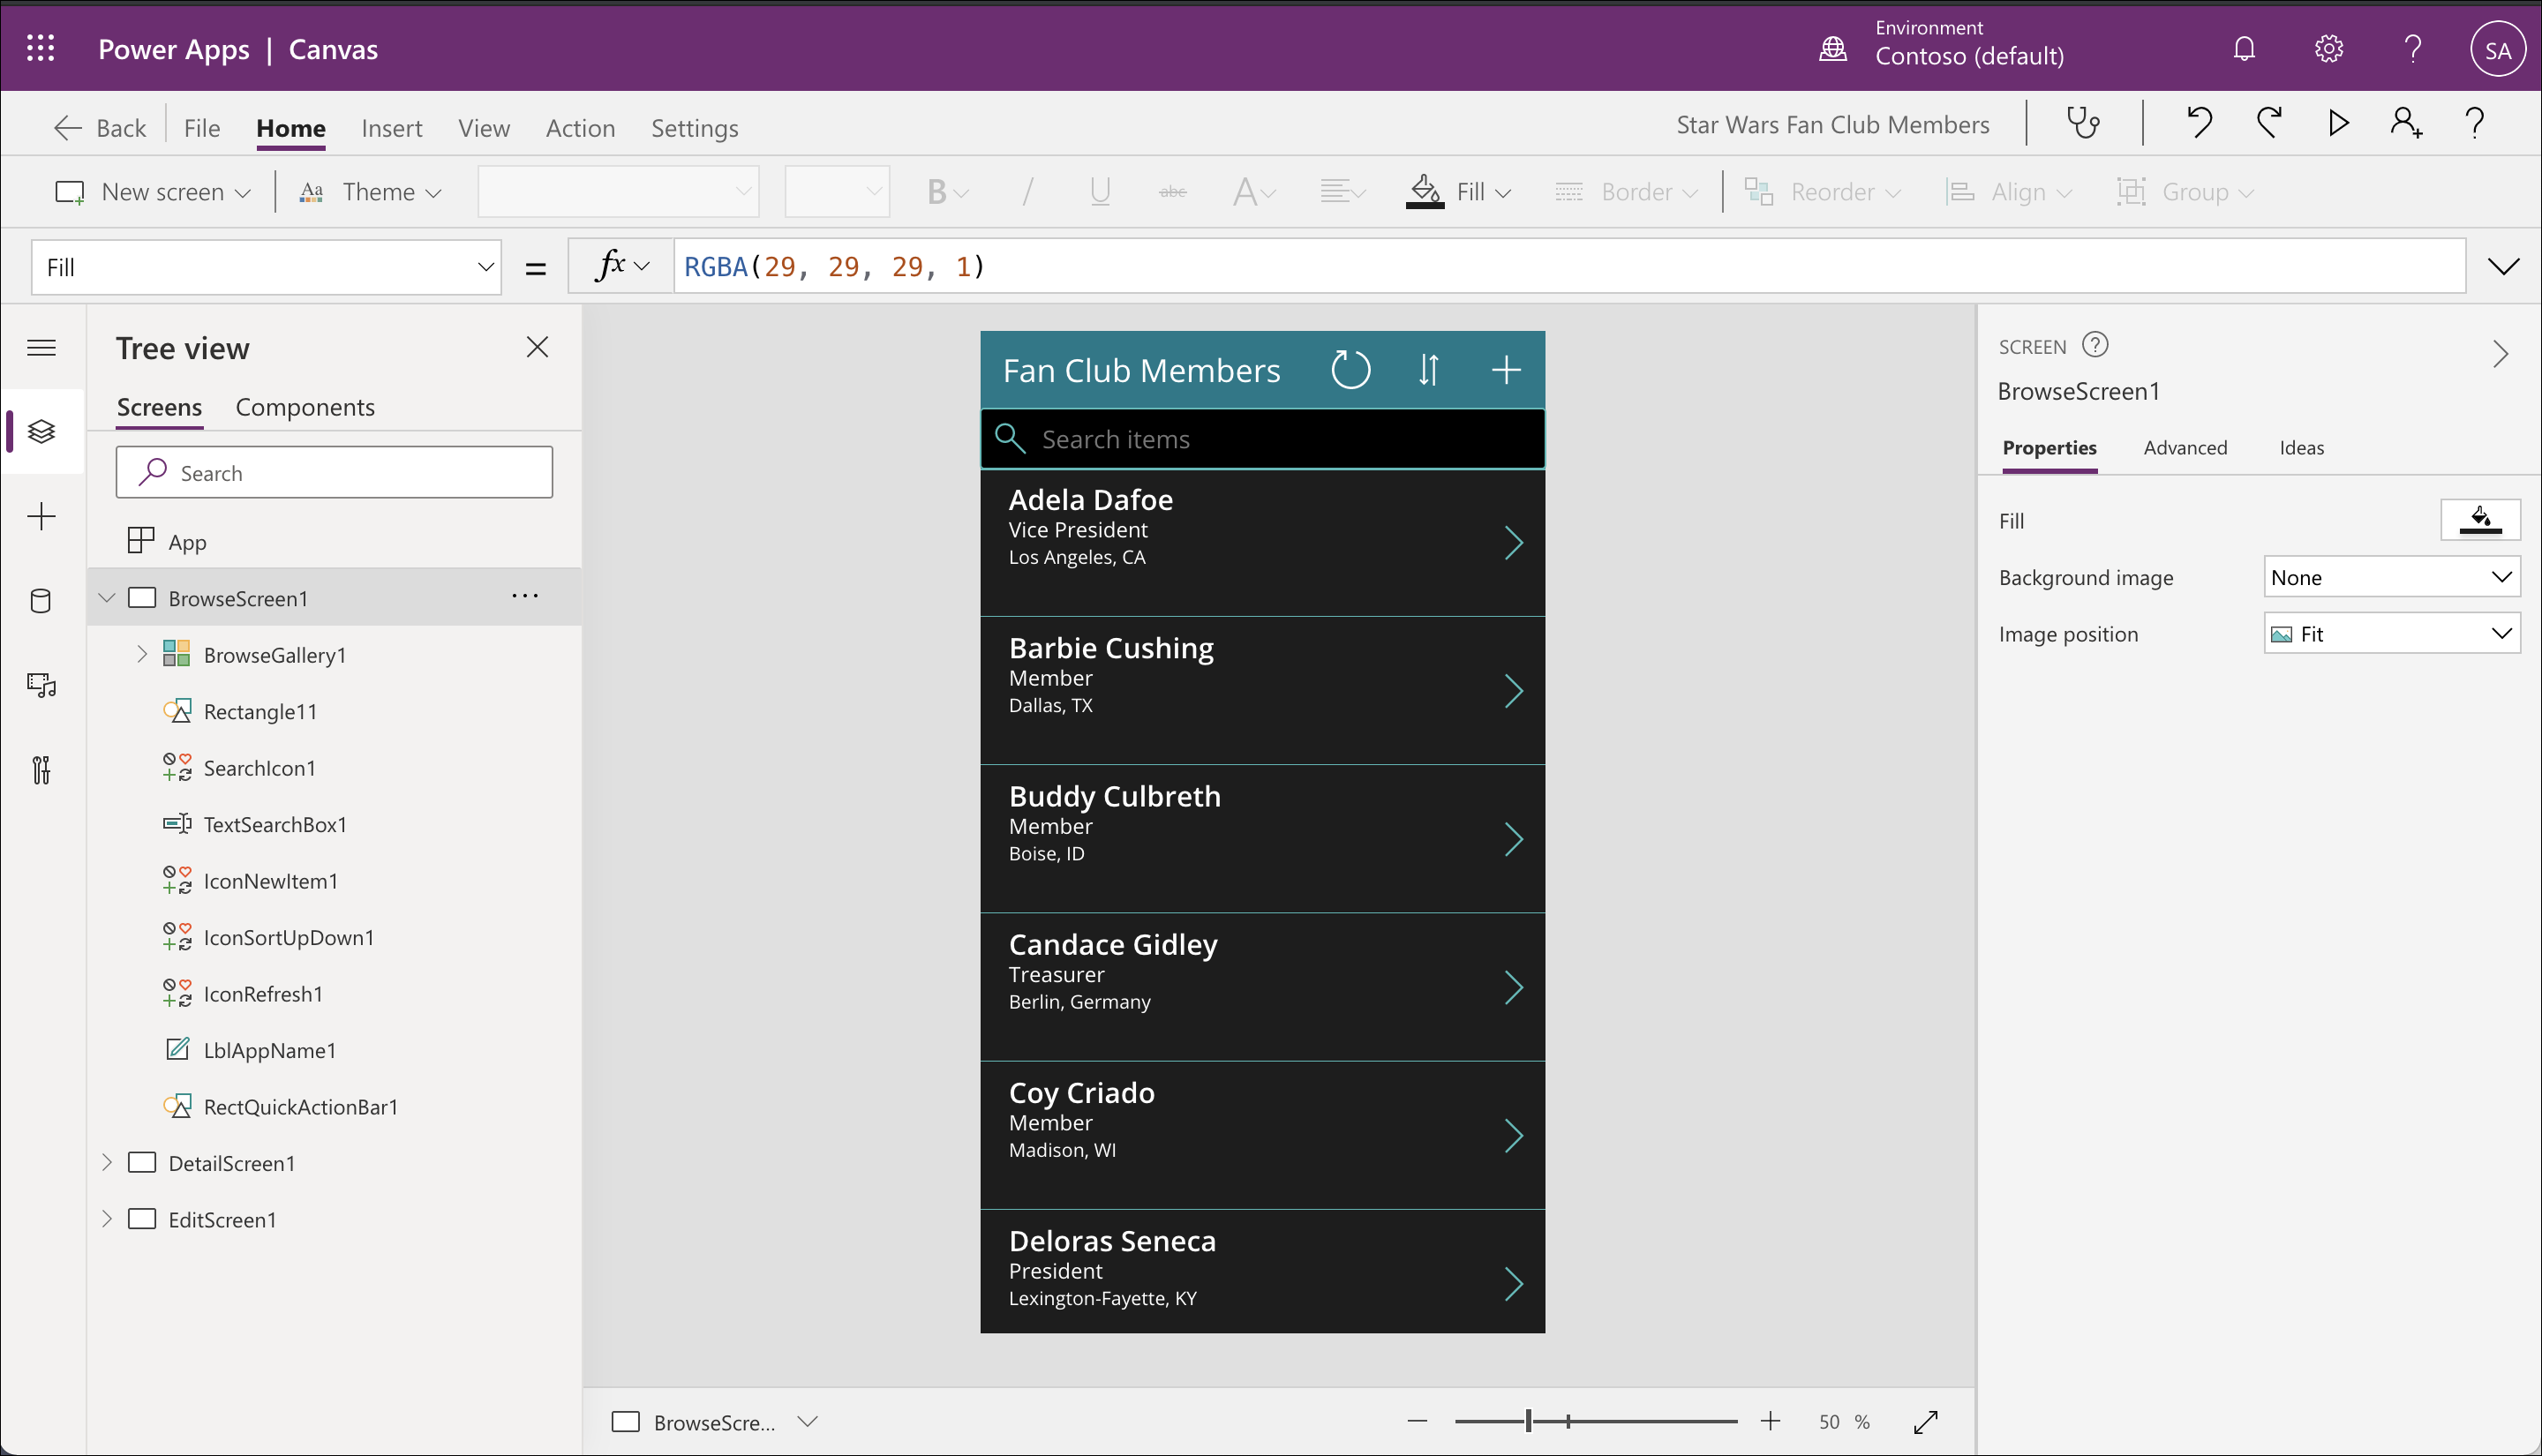 Power Apps | Canvas
Environment
Contoso (default)
SA
Back
File
Home
Insert
View
Action
Settings
Star Wars Fan Club Members
New screen
Theme
B
/
U
abc
A
Fill
Border
Reorder
Align
Group
Fill
=
fx
RGBA(29, 29, 29, 1)
Tree view
Screens
Components
Search
App
BrowseScreen1
BrowseGallery1
Rectangle11
SearchIcon1
TextSearchBox1
IconNewItem1
IconSortUpDown1
IconRefresh1
LblAppName1
RectQuickActionBar1
DetailScreen1
EditScreen1
Fan Club Members
Search items
Adela Dafoe
Vice President
Los Angeles, CA
Barbie Cushing
Member
Dallas, TX
Buddy Culbreth
Member
Boise, ID
Candace Gidley
Treasurer
Berlin, Germany
Coy Criado
Member
Madison, WI
Deloras Seneca
President
Lexington-Fayette, KY
BrowseScre...
50 %
SCREEN
BrowseScreen1
Properties
Advanced
Ideas
Fill
Background image
None
Image position
Fit